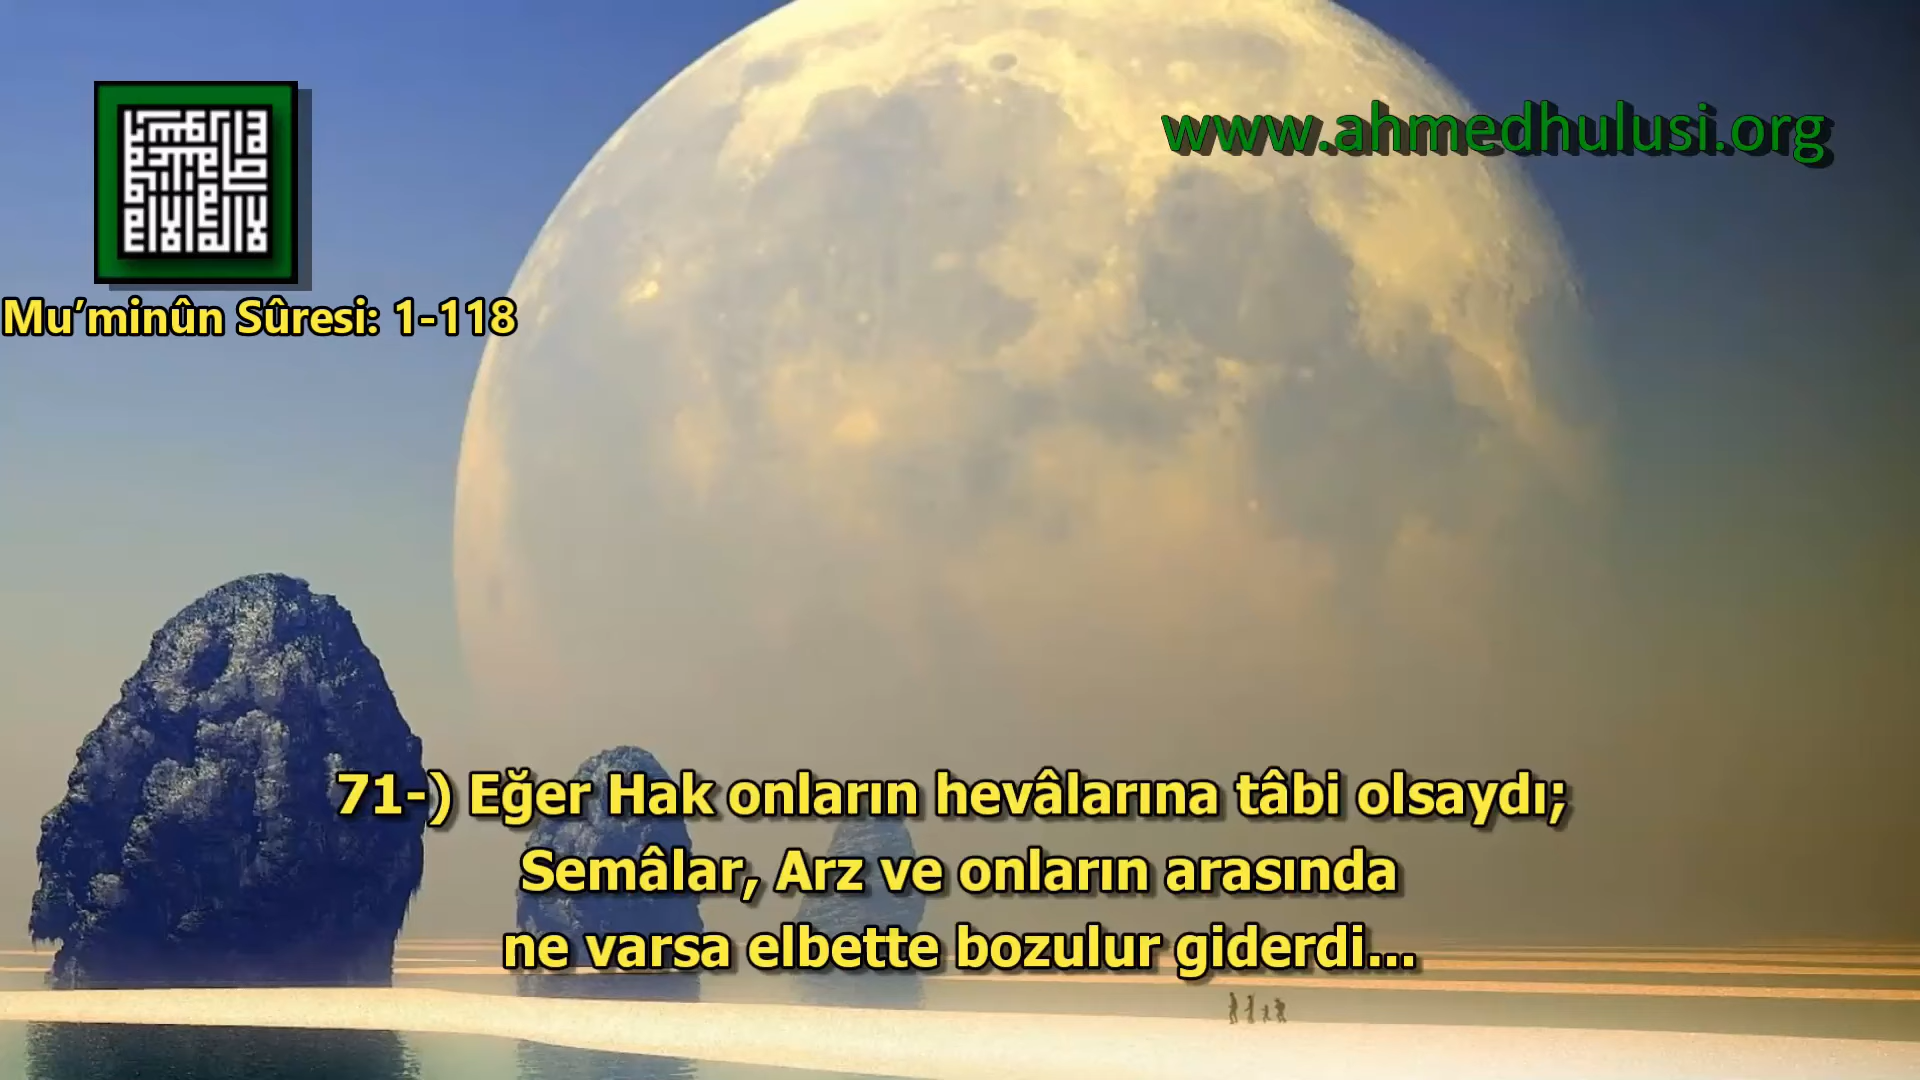 www.ahmedhulusi.org
Mu’minûn Sûresi: 1-118
71-) Eğer Hak onların hevâlarına tâbi olsaydı;
Semâlar, Arz ve onların arasında
ne varsa elbette bozulur giderdi...